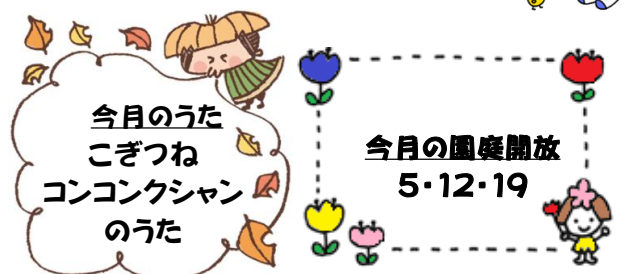 今月のうた
こぎつね
コンコンクシャン
のうた
今月の園庭開放
5・12・19